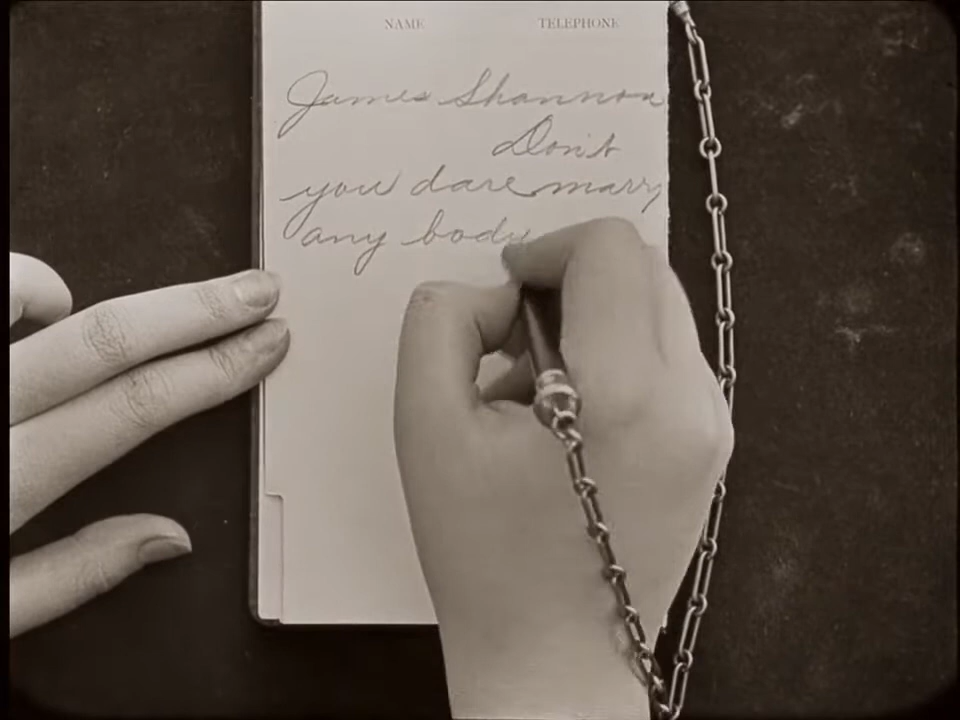 NAME TELEPHONE
James Shannon
Don't
you dare marry
any body